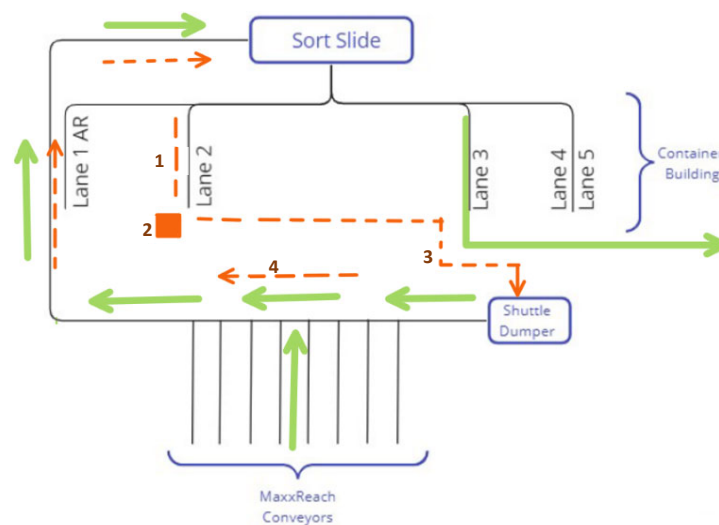 Sort Slide
Lane 1 AR
1
Lane 2
Lane 3
Lane 4
Lane 5
Container
Building
2
3
4
Shuttle
Dumper
MaxxReach
Conveyors